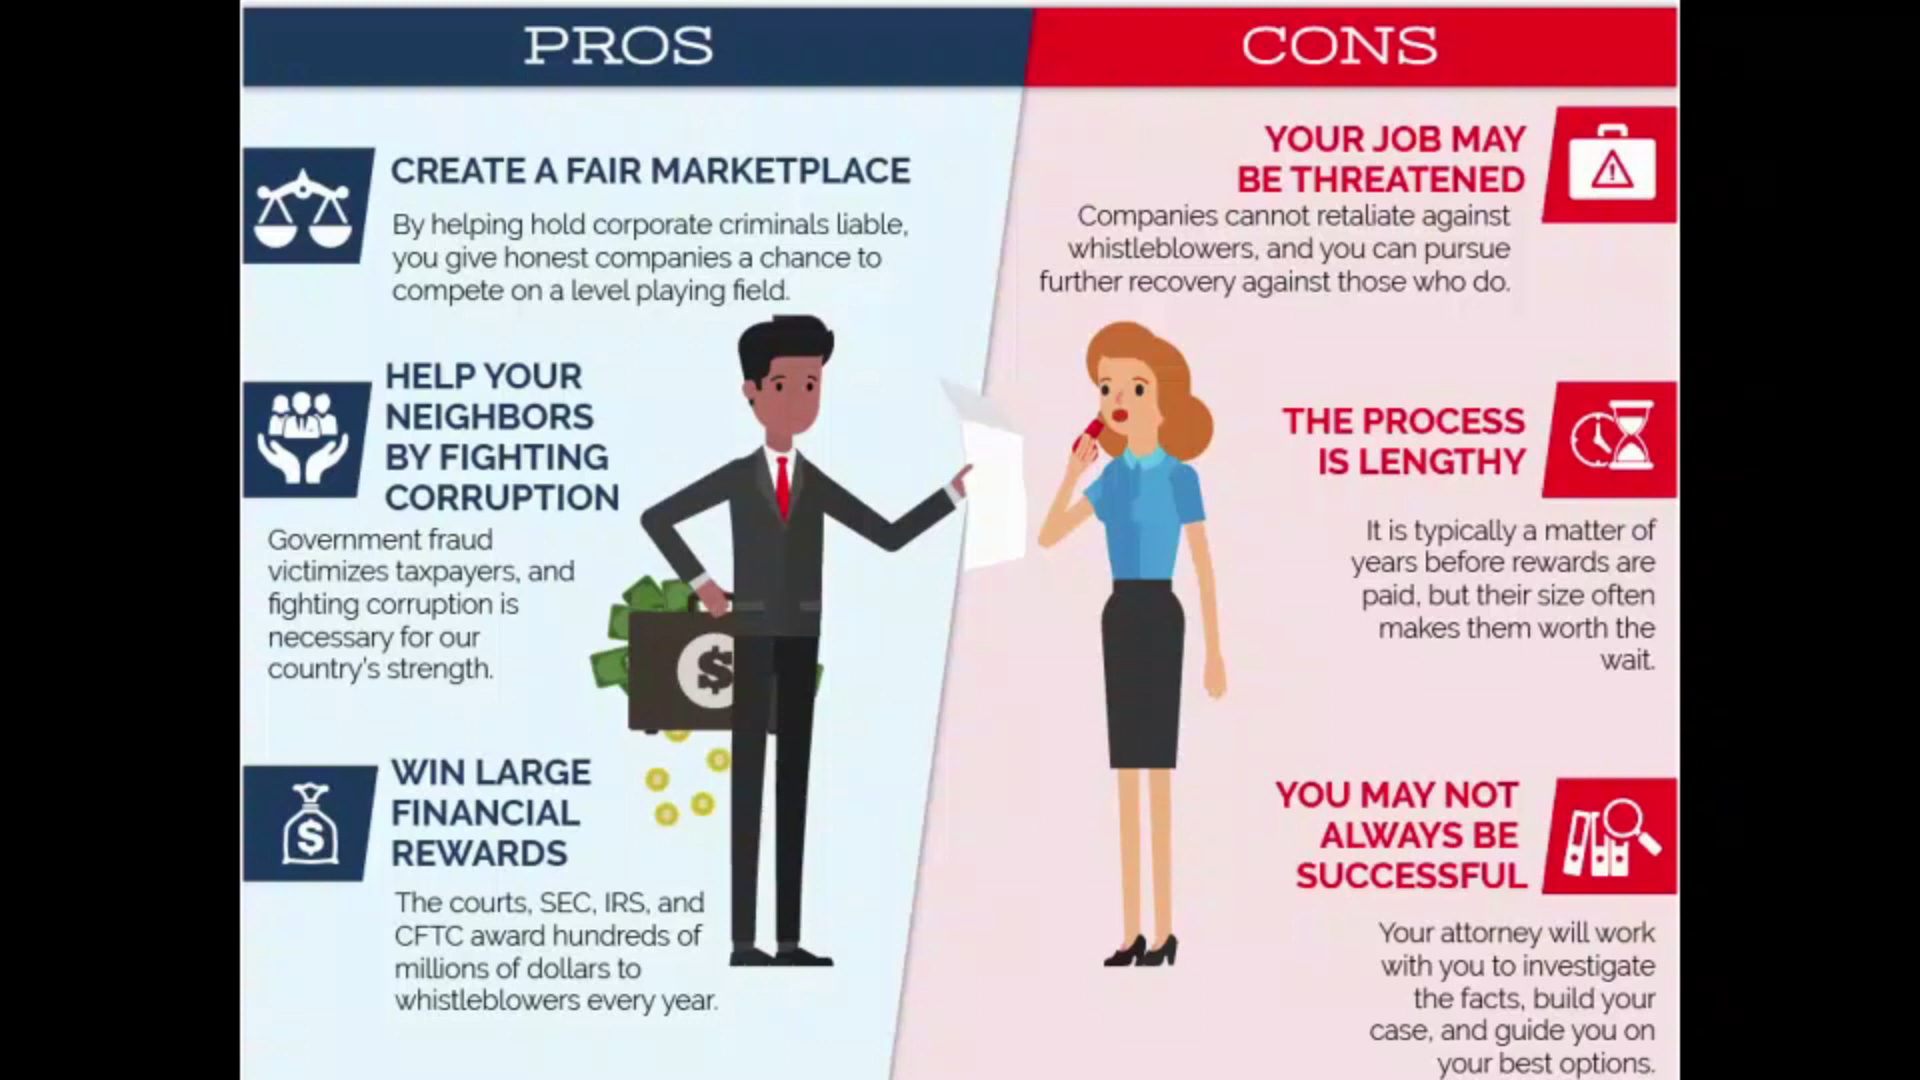 PROS
CREATE A FAIR MARKETPLACE
By helping hold corporate criminals liable,
you give honest companies a chance to
compete on a level playing field.
HELP YOUR
NEIGHBORS
BY FIGHTING
CORRUPTION
Government fraud
victimizes taxpayers, and
fighting corruption is
necessary for our
country's strength.
$
WIN LARGE
FINANCIAL
REWARDS
$
The courts, SEC, IRS, and
CFTC award hundreds of
millions of dollars to
whistleblowers every year.
CONS
YOUR JOB MAY
BE THREATENED
Companies cannot retaliate against
whistleblowers, and you can pursue
further recovery against those who do.
THE PROCESS
IS LENGTHY
It is typically a matter of
years before rewards are
paid, but their size often
makes them worth the
wait.
YOU MAY NOT
ALWAYS BE
SUCCESSFUL
Your attorney will work
with you to investigate
the facts, build your
case, and guide you on
your best options.